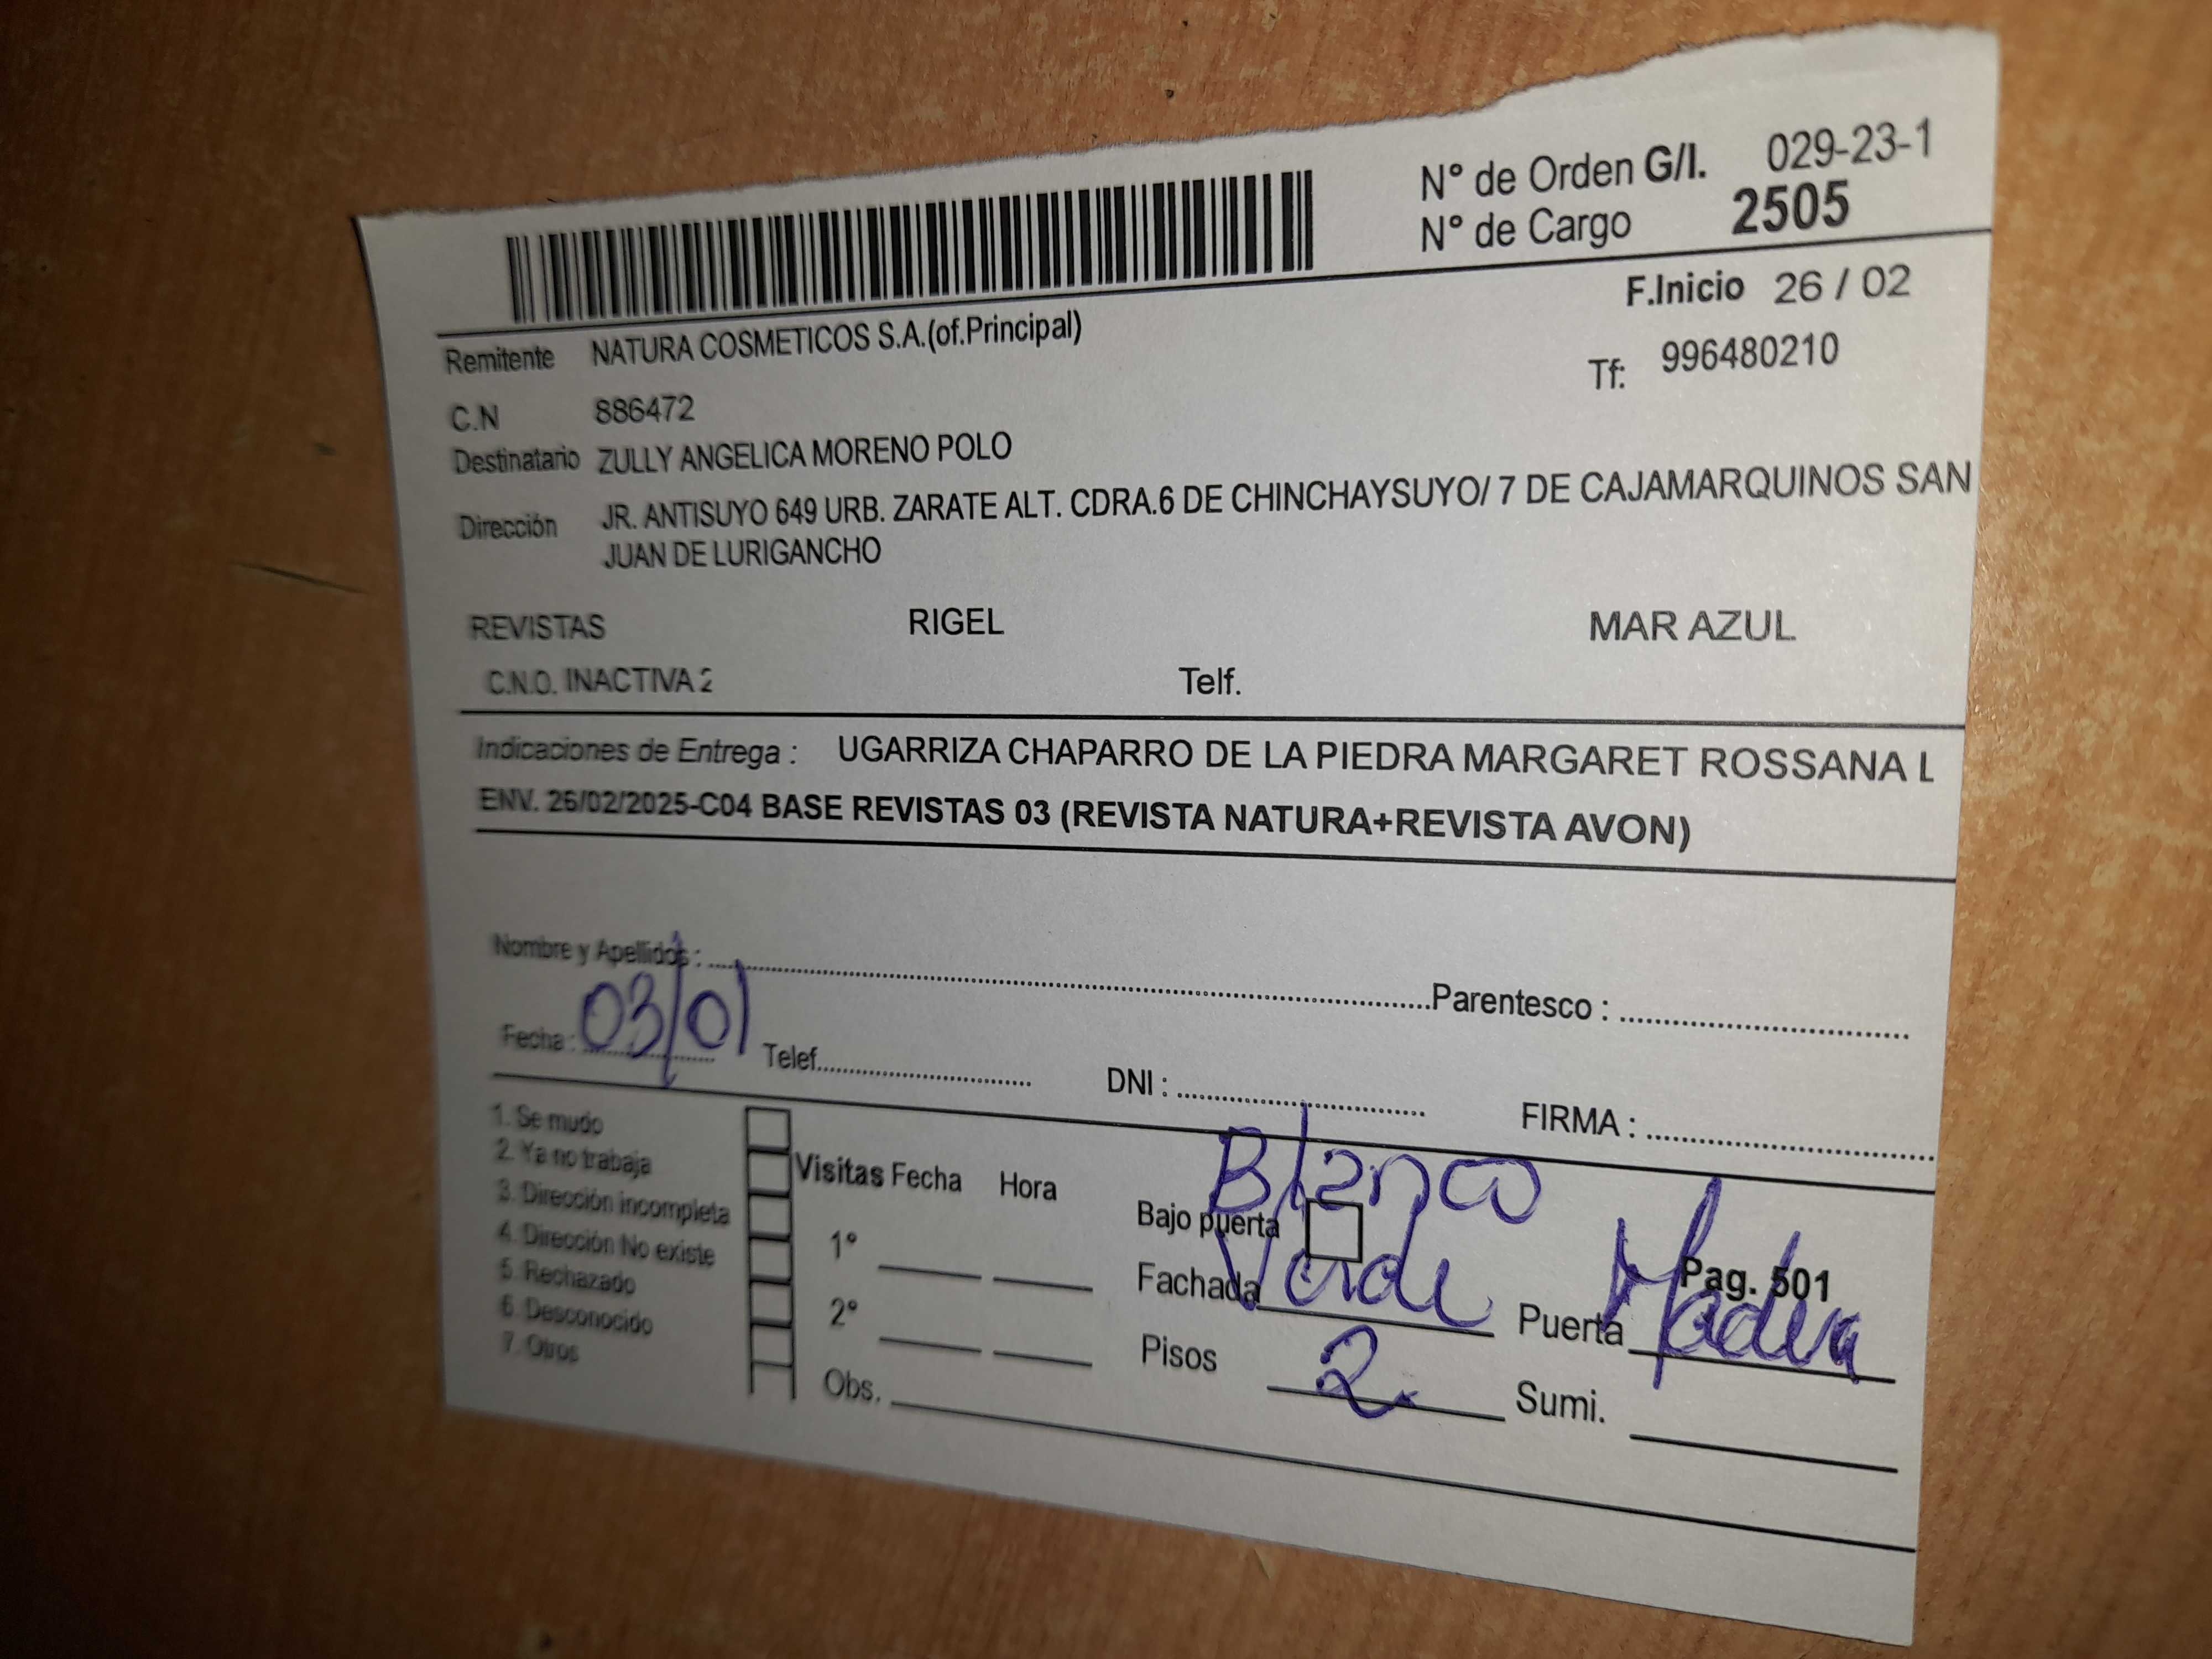 N° de Orden G/I. 029-23-1
N° de Cargo 2505
F.Inicio 26 / 02
Remitente NATURA COSMETICOS S.A.(of.Principal)
Tf: 996480210
C.N 886472
Destinatario ZULLY ANGELICA MORENO POLO
Dirección JR. ANTISUYO 649 URB. ZARATE ALT. CDRA.6 DE CHINCHAYSUYO/ 7 DE CAJAMARQUINOS SAN
JUAN DE LURIGANCHO
REVISTAS RIGEL MAR AZUL
C.N.O. INACTIVA 2 Telf.
Indicaciones de Entrega : UGARRIZA CHAPARRO DE LA PIEDRA MARGARET ROSSANA L
ENV. 26/02/2025-C04 BASE REVISTAS 03 (REVISTA NATURA+REVISTA AVON)
Nombre y Apellidos : Parentesco :
Fecha : 03/01 Telef. DNI : FIRMA :
1. Se mudo
2. Ya no trabaja
3. Dirección incompleta
4. Dirección No existe
5. Rechazado
6. Desconocido
7. Otros
Visitas Fecha Hora
1°
2°
Obs.
Blanco
Bajo puerta
Fachada Verde Puerta Madera
Pag. 501
Pisos 2. Sumi.